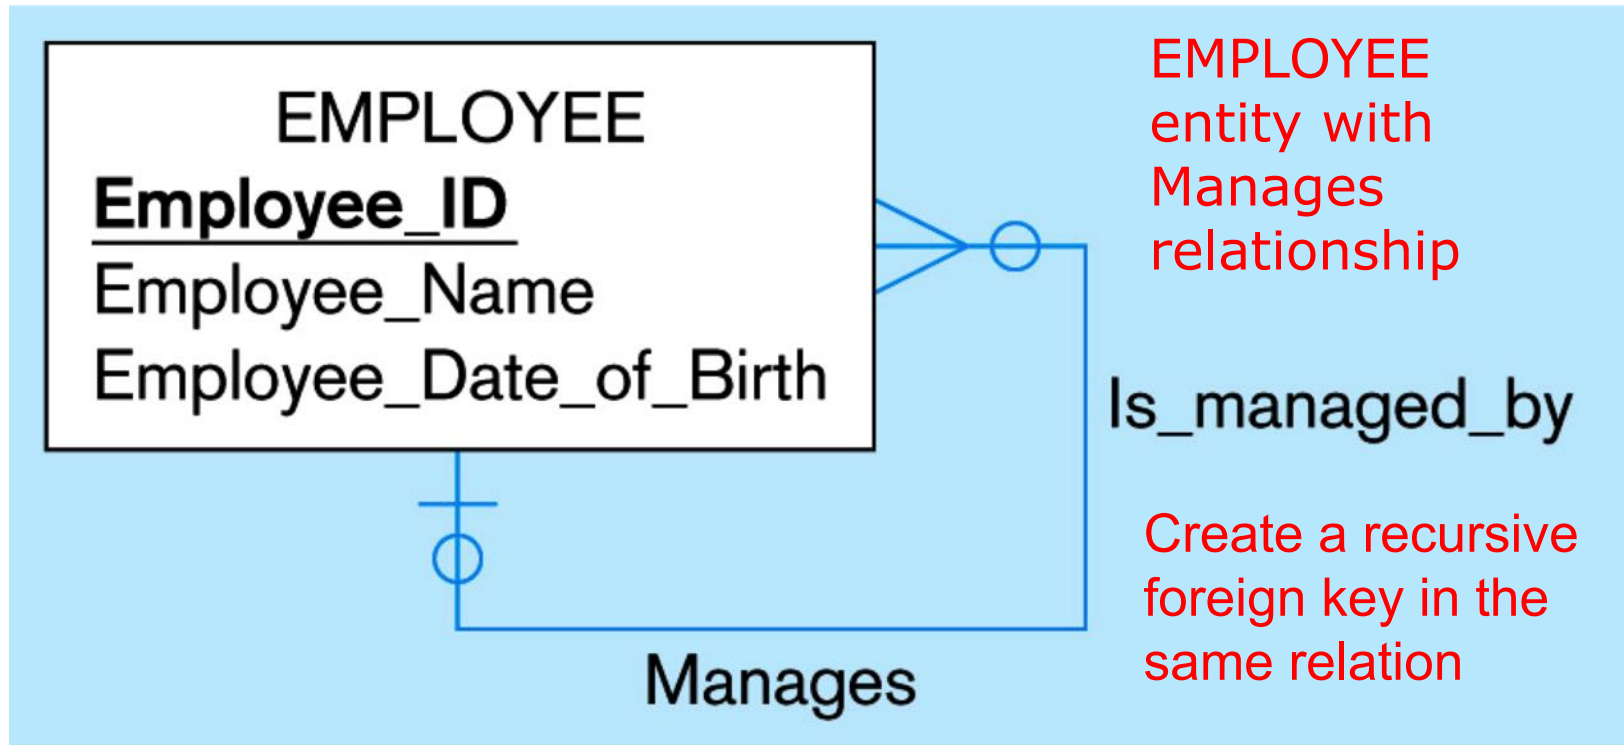 EMPLOYEE
Employee_ID
Employee_Name
Employee_Date_of_Birth
EMPLOYEE
entity with
Manages
relationship
Is_managed_by
Create a recursive
foreign key in the
same relation
Manages